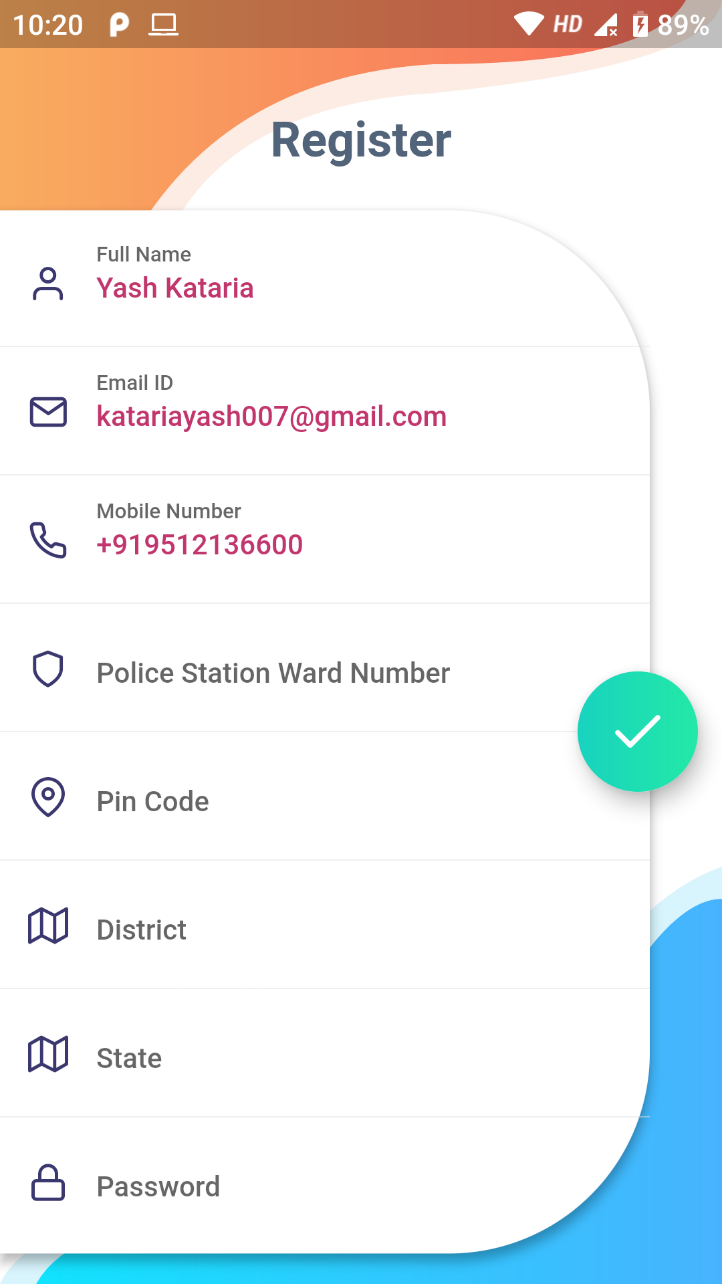 10:20 HD 89%
Register
Full Name
Yash Kataria
Email ID
katariayash007@gmail.com
Mobile Number
+919512136600
Police Station Ward Number
Pin Code
District
State
Password